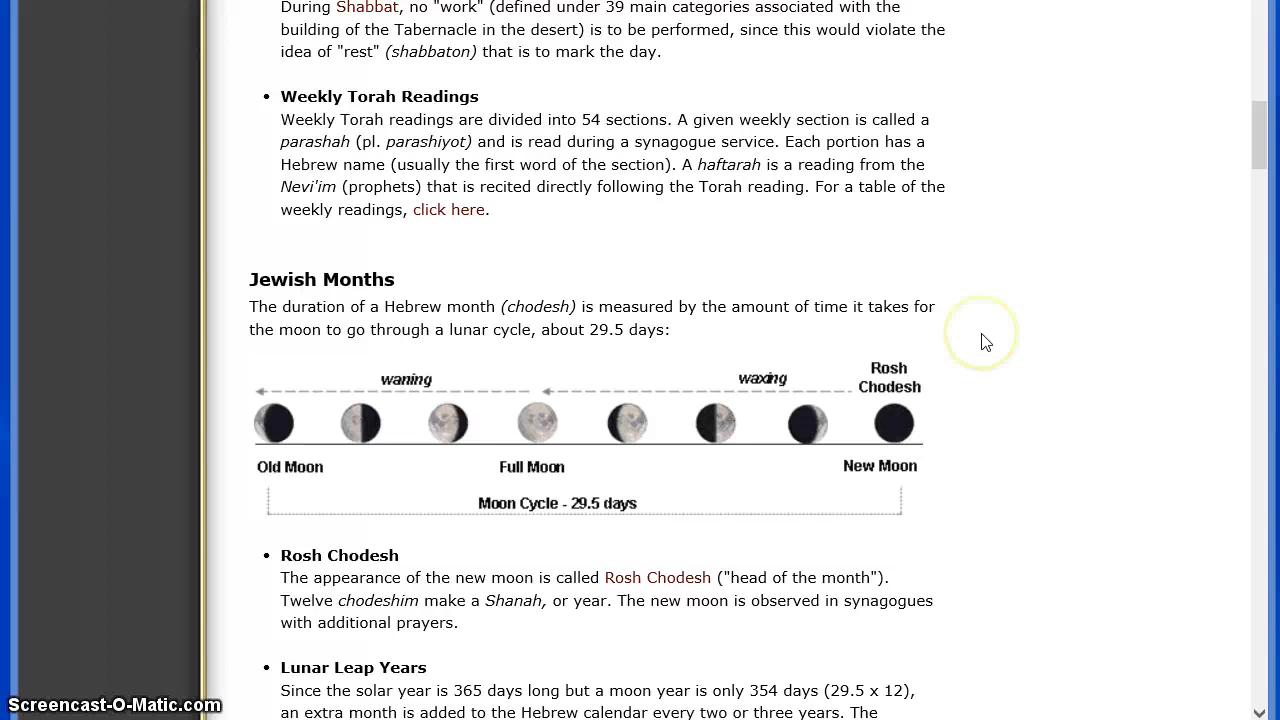 During Shabbat, no "work" (defined under 39 main categories associated with the
building of the Tabernacle in the desert) is to be performed, since this would violate the
idea of "rest" (shabbaton) that is to mark the day.
• Weekly Torah Readings
Weekly Torah readings are divided into 54 sections. A given weekly section is called a
parashah (pl. parashiyot) and is read during a synagogue service. Each portion has a
Hebrew name (usually the first word of the section). A haftarah is a reading from the
Nevi'im (prophets) that is recited directly following the Torah reading. For a table of the
weekly readings, click here.
Jewish Months
The duration of a Hebrew month (chodesh) is measured by the amount of time it takes for
the moon to go through a lunar cycle, about 29.5 days:
waning waxing Rosh
Chodesh
Old Moon Full Moon New Moon
Moon Cycle - 29.5 days
• Rosh Chodesh
The appearance of the new moon is called Rosh Chodesh ("head of the month").
Twelve chodeshim make a Shanah, or year. The new moon is observed in synagogues
with additional prayers.
• Lunar Leap Years
Since the solar year is 365 days long but a moon year is only 354 days (29.5 x 12),
an extra month is added to the Hebrew calendar every two or three years. The
Screencast-O-Matic.com